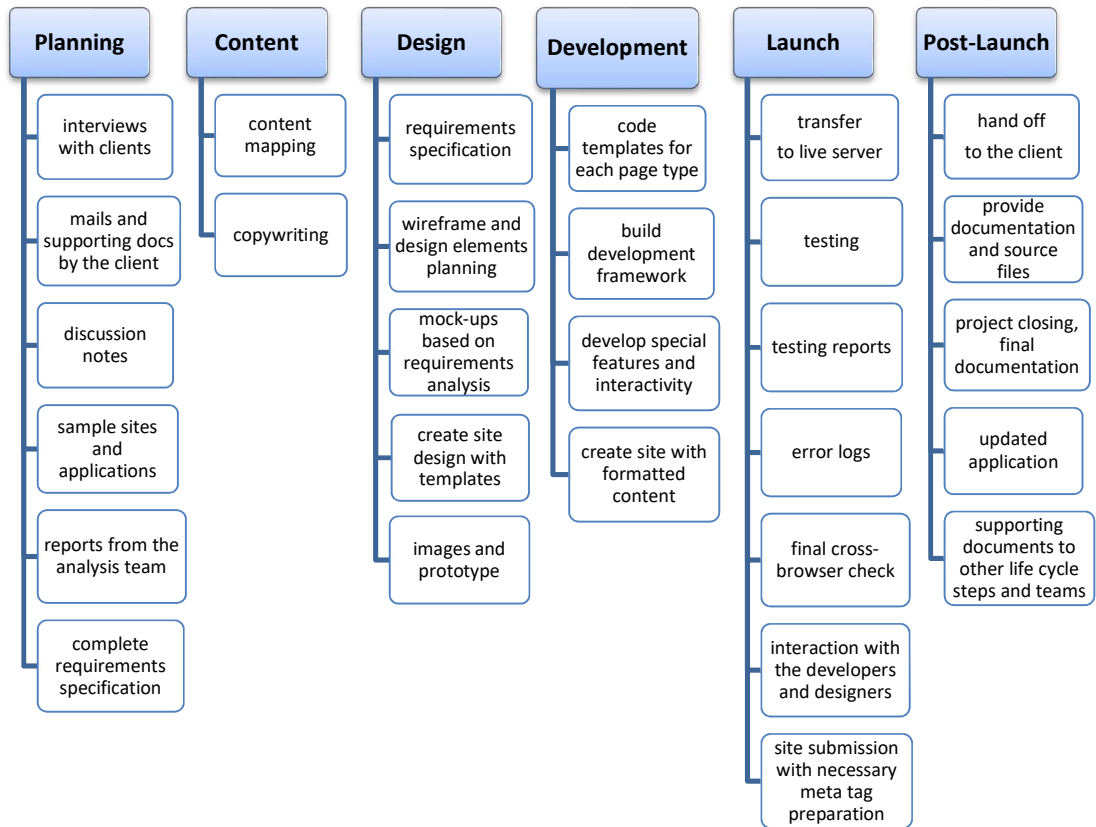 Planning
interviews
with clients
mails and
supporting docs
by the client
discussion
notes
sample sites
and
applications
reports from the
analysis team
complete
requirements
specification
Content
content
mapping
copywriting
Design
requirements
specification
wireframe and
design elements
planning
mock-ups
based on
requirements
analysis
create site
design with
templates
images and
prototype
Development
code
templates for
each page type
build
development
framework
develop special
features and
interactivity
create site with
formatted
content
Launch
transfer
to live server
testing
testing reports
error logs
final cross-
browser check
interaction with
the developers
and designers
site submission
with necessary
meta tag
preparation
Post-Launch
hand off
to the client
provide
documentation
and source
files
project closing,
final
documentation
updated
application
supporting
documents to
other life cycle
steps and teams